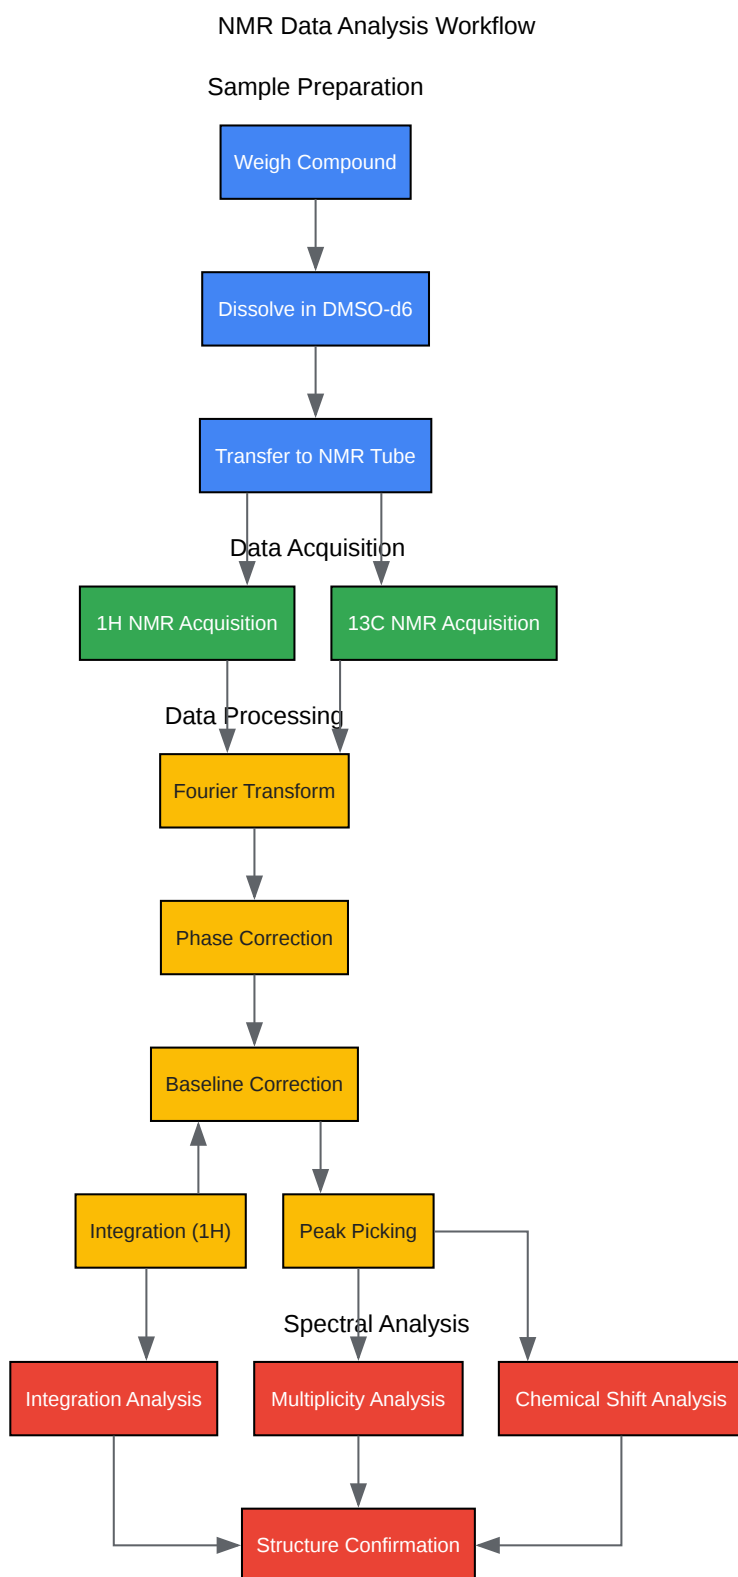 NMR Data Analysis Workflow
Sample Preparation
Weigh Compound
Dissolve in DMSO-d6
Transfer to NMR Tube
Data Acquisition
1H NMR Acquisition
13C NMR Acquisition
Data Processing
Fourier Transform
Phase Correction
Baseline Correction
Integration (1H)
Peak Picking
Spectral Analysis
Integration Analysis
Multiplicity Analysis
Chemical Shift Analysis
Structure Confirmation